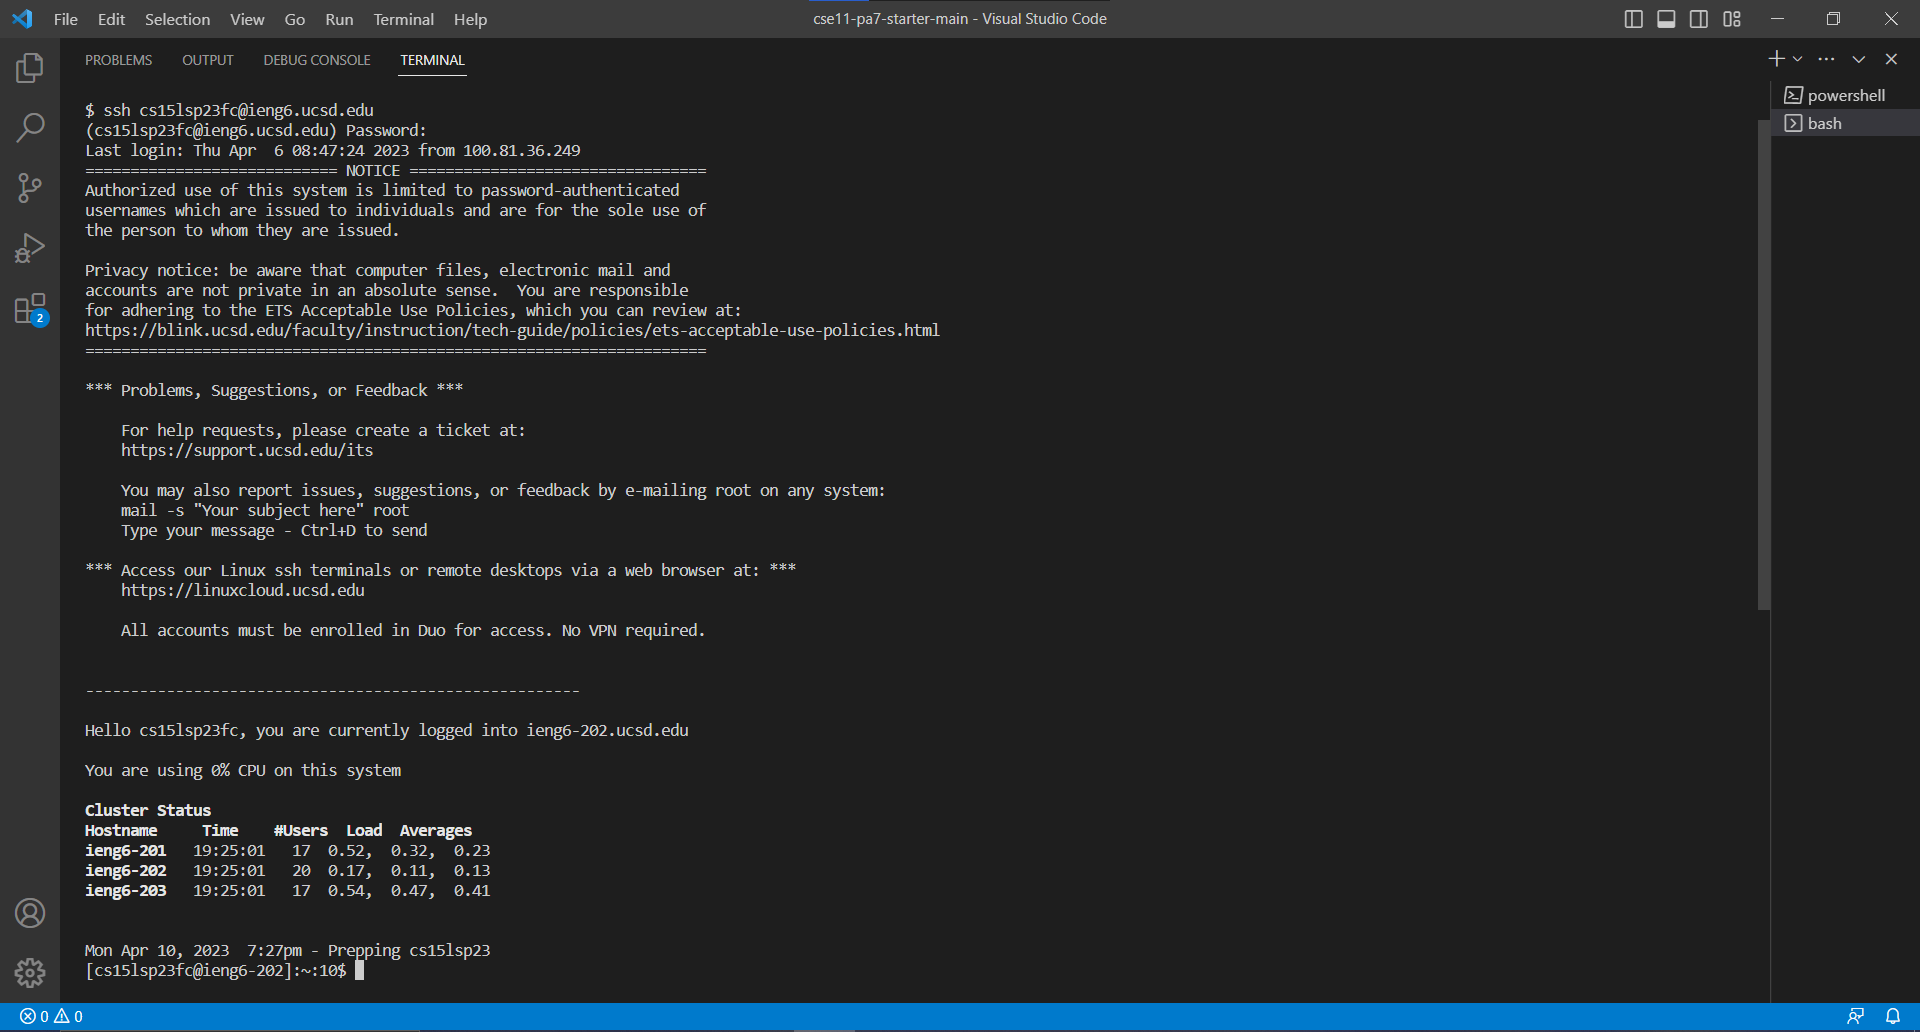 File Edit Selection View Go Run Terminal Help
cse11-pa7-starter-main - Visual Studio Code
PROBLEMS OUTPUT DEBUG CONSOLE TERMINAL
powershell
bash
$ ssh cs15lsp23fc@ieng6.ucsd.edu
(cs15lsp23fc@ieng6.ucsd.edu) Password:
Last login: Thu Apr  6 08:47:24 2023 from 100.81.36.249
============================ NOTICE =================================
Authorized use of this system is limited to password-authenticated
usernames which are issued to individuals and are for the sole use of
the person to whom they are issued.
Privacy notice: be aware that computer files, electronic mail and
accounts are not private in an absolute sense.  You are responsible
for adhering to the ETS Acceptable Use Policies, which you can review at:
https://blink.ucsd.edu/faculty/instruction/tech-guide/policies/ets-acceptable-use-policies.html
=====================================================================
*** Problems, Suggestions, or Feedback ***
For help requests, please create a ticket at:
https://support.ucsd.edu/its
You may also report issues, suggestions, or feedback by e-mailing root on any system:
mail -s "Your subject here" root
Type your message - Ctrl+D to send
*** Access our Linux ssh terminals or remote desktops via a web browser at: ***
https://linuxcloud.ucsd.edu
All accounts must be enrolled in Duo for access. No VPN required.
-------------------------------------------------------
Hello cs15lsp23fc, you are currently logged into ieng6-202.ucsd.edu
You are using 0% CPU on this system
Cluster Status
Hostname     Time    #Users  Load  Averages
ieng6-201   19:25:01   17  0.52,  0.32,  0.23
ieng6-202   19:25:01   20  0.17,  0.11,  0.13
ieng6-203   19:25:01   17  0.54,  0.47,  0.41
Mon Apr 10, 2023  7:27pm - Prepping cs15lsp23
[cs15lsp23fc@ieng6-202]:~:10$
2
0 0